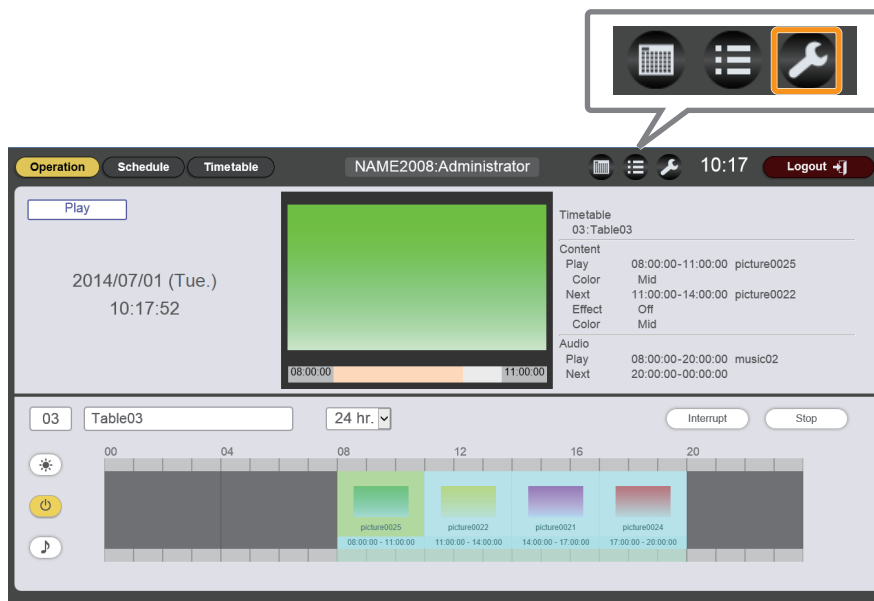 Operation Schedule Timetable NAME2008:Administrator 10:17 Logout
Play
2014/07/01 (Tue.)
10:17:52
08:00:00 11:00:00
Timetable
03:Table03
Content
Play 08:00:00-11:00:00 picture0025
Color Mid
Next 11:00:00-14:00:00 picture0022
Effect Off
Color Mid
Audio
Play 08:00:00-20:00:00 music02
Next 20:00:00-00:00:00
03 Table03 24 hr. Interrupt Stop
00 04 08 12 16 20
picture0025 picture0022 picture0021 picture0024
08:00:00 - 11:00:00 11:00:00 - 14:00:00 14:00:00 - 17:00:00 17:00:00 - 20:00:00